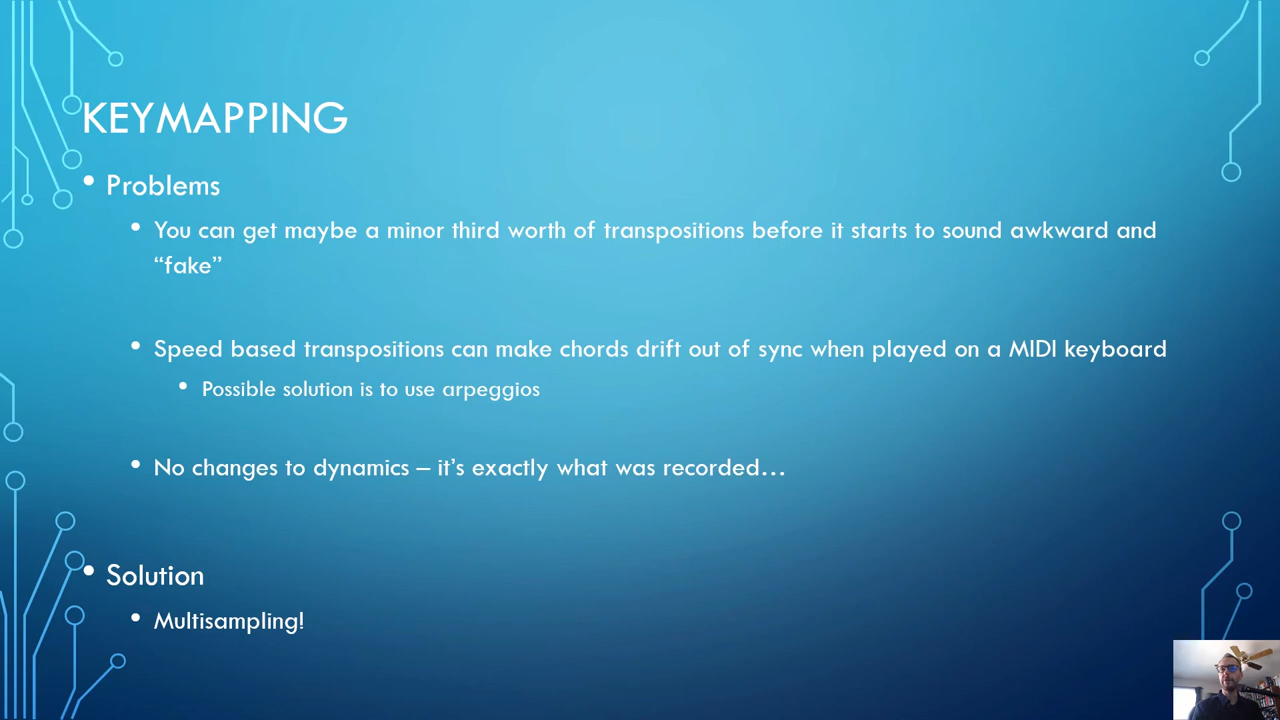 KEYMAPPING
• Problems
• You can get maybe a minor third worth of transpositions before it starts to sound awkward and
“fake”
• Speed based transpositions can make chords drift out of sync when played on a MIDI keyboard
• Possible solution is to use arpeggios
• No changes to dynamics – it’s exactly what was recorded…
• Solution
• Multisampling!